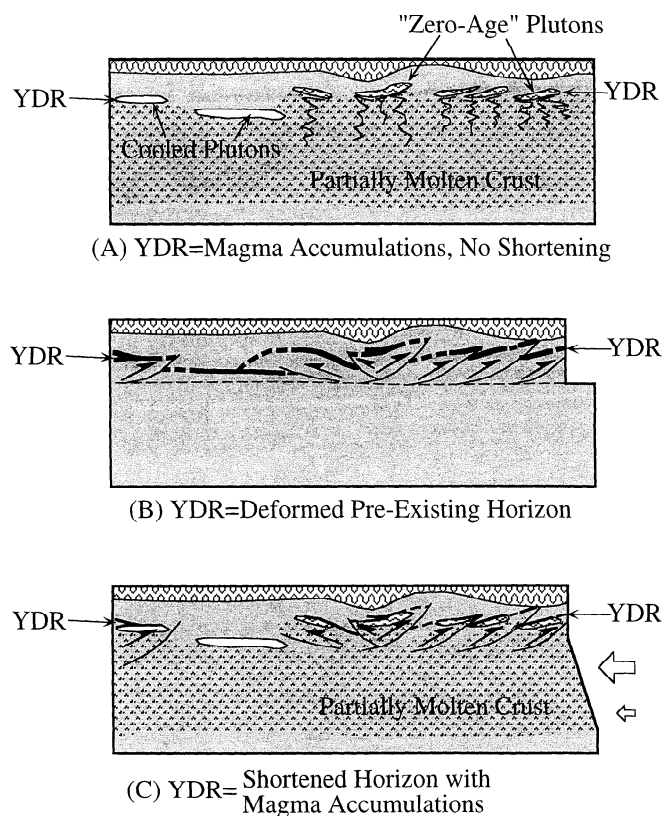 "Zero-Age" Plutons
YDR
YDR
Cooled Plutons
Partially Molten Crust
(A) YDR=Magma Accumulations, No Shortening
YDR
YDR
(B) YDR=Deformed Pre-Existing Horizon
YDR
YDR
Partially Molten Crust
(C) YDR= Shortened Horizon with
Magma Accumulations